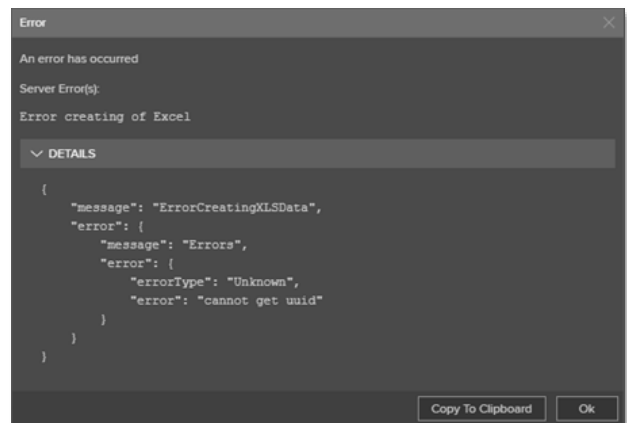 Error
An error has occurred
Server Error(s):
Error creating of Excel
DETAILS
{
"message": "ErrorCreatingXLSData",
"error": {
"message": "Errors",
"error": {
"errorType": "Unknown",
"error": "cannot get uuid"
}
}
}
Copy To Clipboard
Ok